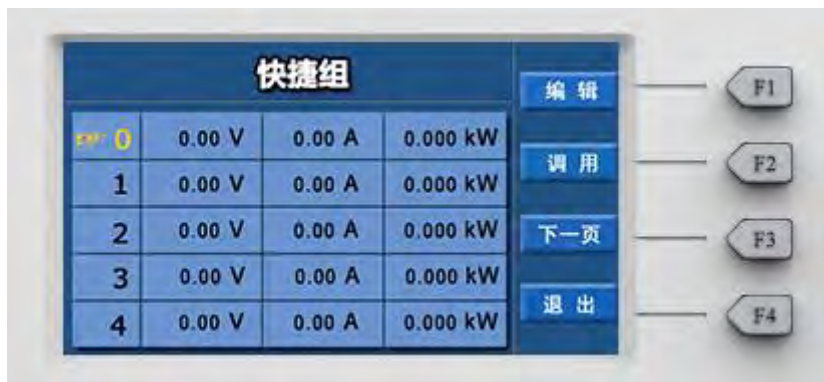 快捷组
编辑 F1
0 0.00 V 0.00 A 0.000 kW
调用 F2
1 0.00 V 0.00 A 0.000 kW
2 0.00 V 0.00 A 0.000 kW
下一页 F3
3 0.00 V 0.00 A 0.000 kW
退出 F4
4 0.00 V 0.00 A 0.000 kW